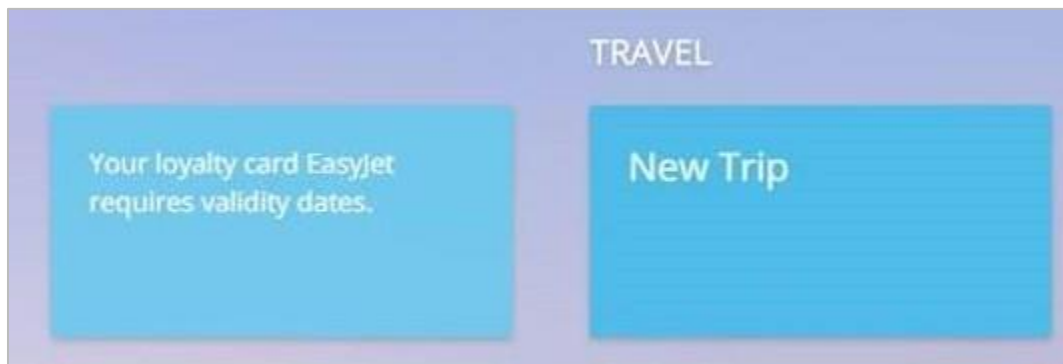 TRAVEL
Your loyalty card EasyJet
requires validity dates.
New Trip